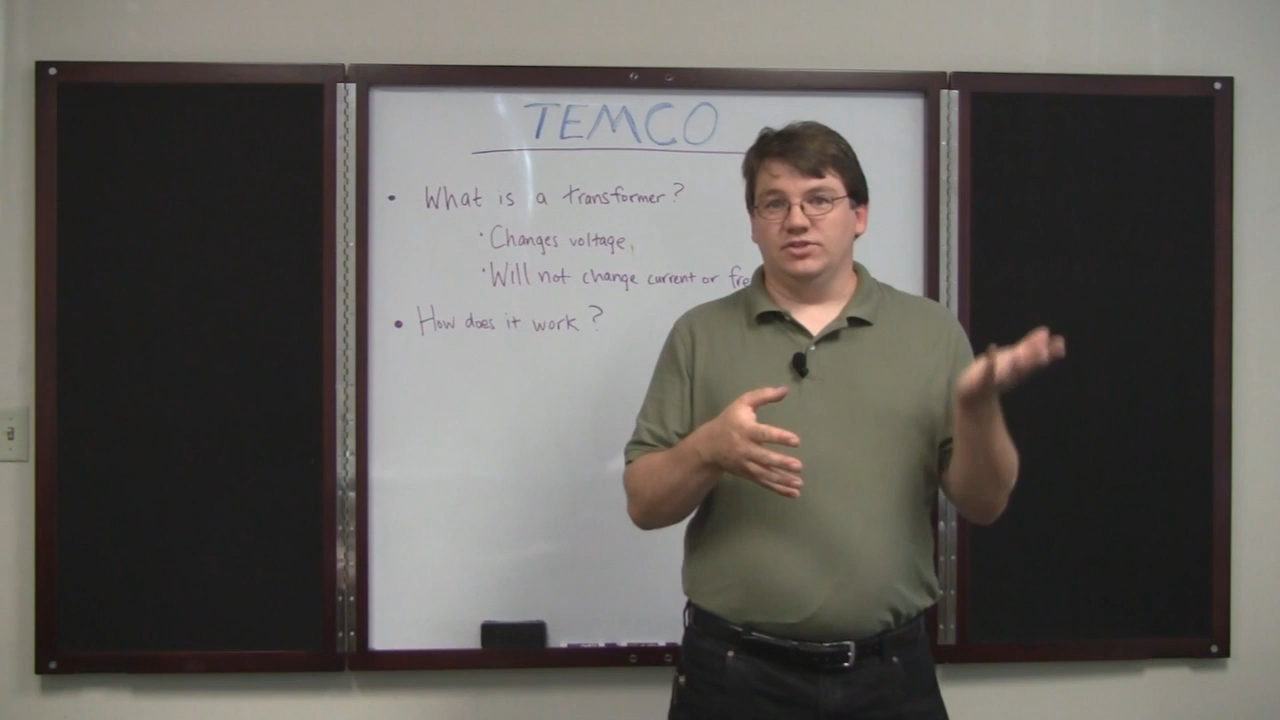 TEMCO
• What is a transformer?
· Changes voltage,
· Will not change current or
• How does it work?